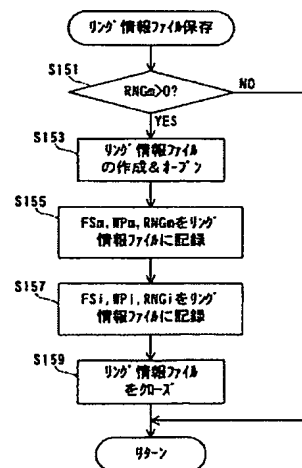 リング情報ファイル保存
S151
RNGm>0?
NO
YES
S153
リング情報ファイル
の作成&オープン
S155
FSm,WPm,RNGmをリング
情報ファイルに記録
S157
FSi,WPi,RNGiをリング
情報ファイルに記録
S159
リング情報ファイル
をクローズ
リターン